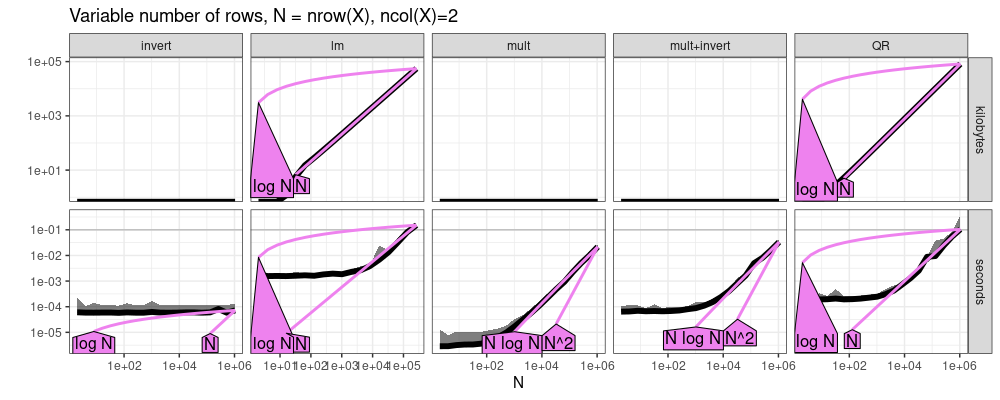 Variable number of rows, N = nrow(X), ncol(X)=2
invert lm mult mult+invert QR
1e+05
1e+03
1e+01
log N N
log N N
kilobytes
1e-01
1e-02
1e-03
1e-04
1e-05
log N N
log N N
N log N N^2
N log N N^2
log N N
seconds
1e+02 1e+04 1e+06 1e+01 1e+02 1e+03 1e+04 1e+05 1e+02 1e+04 1e+06 1e+02 1e+04 1e+06 1e+02 1e+04 1e+06
N